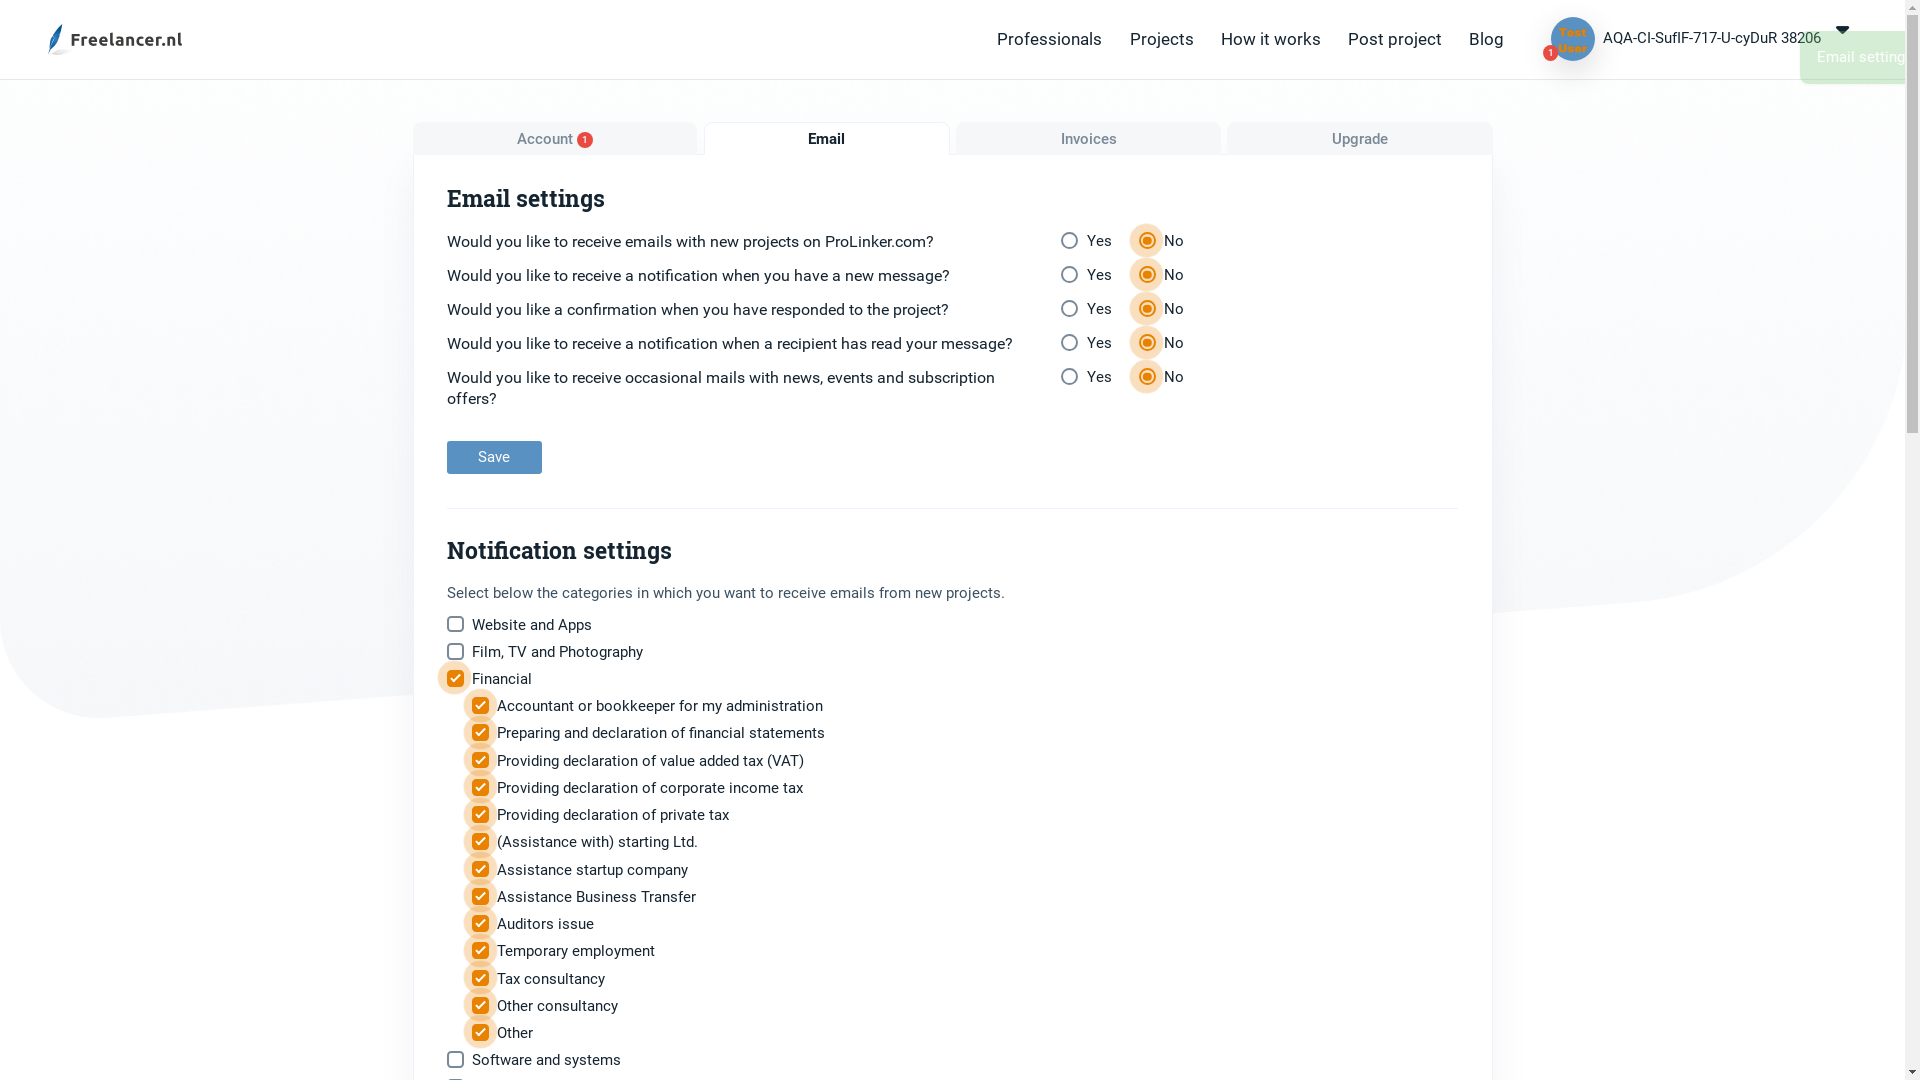 Freelancer.nl
Professionals
Projects
How it works
Post project
Blog
Test
User
1
AQA-CI-SufIF-717-U-cyDuR 38206
Email setting
Account 1
Email
Invoices
Upgrade
Email settings
Would you like to receive emails with new projects on ProLinker.com?
Yes
No
Would you like to receive a notification when you have a new message?
Yes
No
Would you like a confirmation when you have responded to the project?
Yes
No
Would you like to receive a notification when a recipient has read your message?
Yes
No
Would you like to receive occasional mails with news, events and subscription
offers?
Yes
No
Save
Notification settings
Select below the categories in which you want to receive emails from new projects.
Website and Apps
Film, TV and Photography
Financial
Accountant or bookkeeper for my administration
Preparing and declaration of financial statements
Providing declaration of value added tax (VAT)
Providing declaration of corporate income tax
Providing declaration of private tax
(Assistance with) starting Ltd.
Assistance startup company
Assistance Business Transfer
Auditors issue
Temporary employment
Tax consultancy
Other consultancy
Other
Software and systems